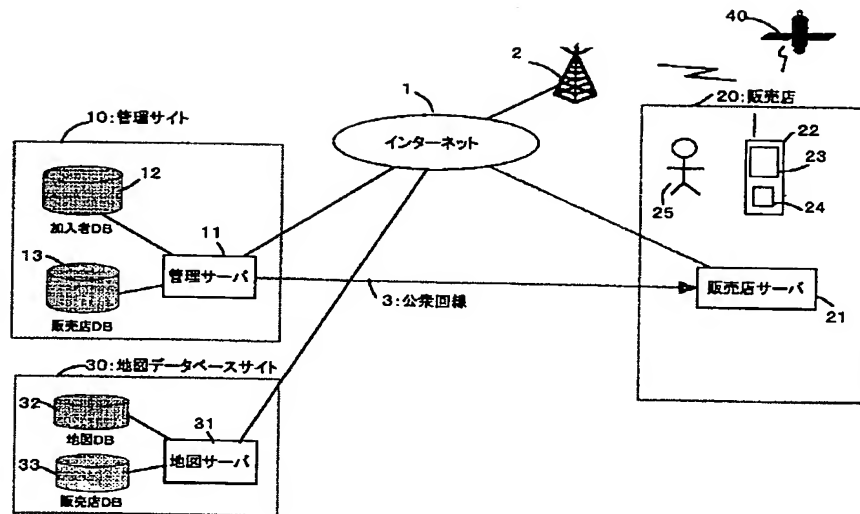 40
2
1
20:販売店
10:管理サイト
インターネット
22
23
12
25
24
加入者DB
11
13
管理サーバ
販売店サーバ
3:公衆回線
21
販売店DB
30:地図データベースサイト
32
31
地図DB
地図サーバ
33
販売店DB